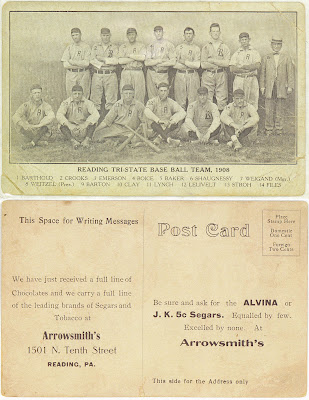 READING TRI-STATE BASE BALL TEAM, 1908
1 BARTHOLD 2 CROOKS 3 EMERSON 4 ROICE 5 BAKER 6 SHAUGNESSY 7 WEIGAND (Mgr.)
8 WEITZEL (Pres.) 9 BARTON 10 CLAY 11 LYNCH 12 LELIVELT 13 STROH 14 FILES
This Space for Writing Messages
We have just received a full line of
Chocolates and we carry a full line
of the leading brands of Segars and
Tobacco at
Arrowsmith's
1501 N. Tenth Street
READING, PA.
Post Card
Place
Stamp Here
Domestic
One Cent
Foreign
Two Cents
Be sure and ask for the ALVINA or
J. K. 5c Segars. Equalled by few.
Excelled by none. At
Arrowsmith's
This side for the Address only